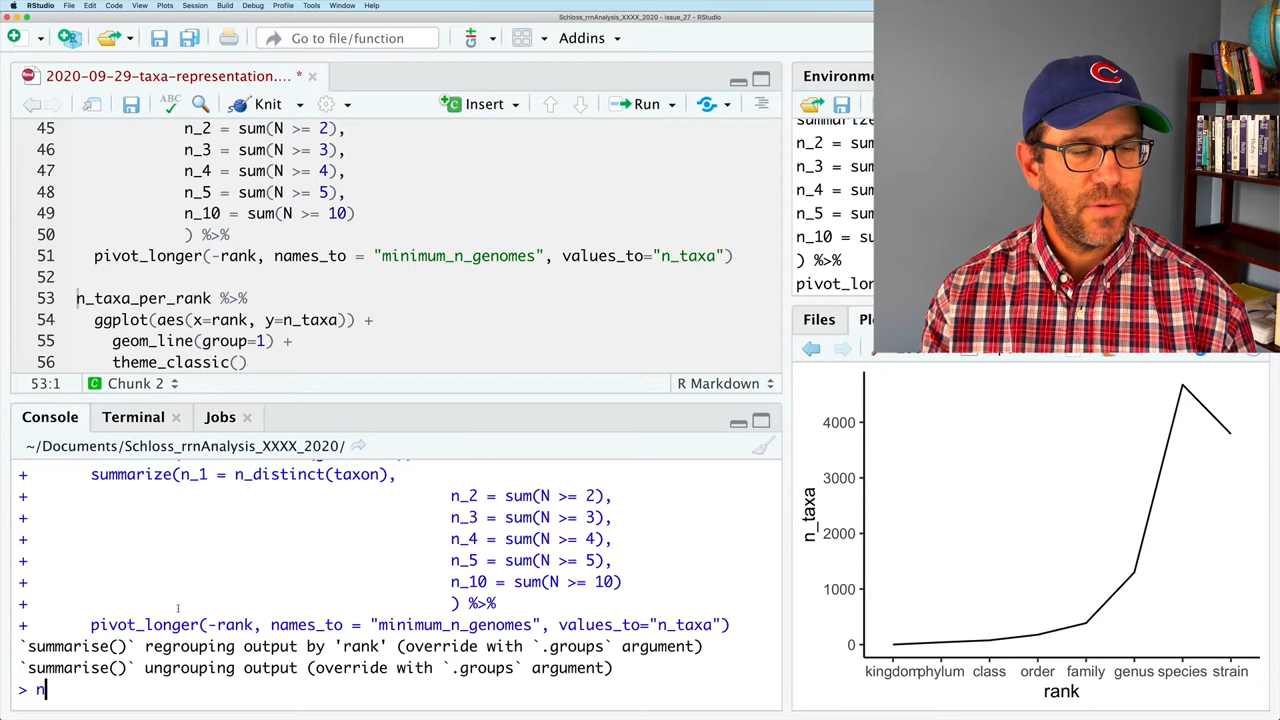 RStudio File Edit Code View Plots Session Build Debug Profile Tools Window Help
Schloss_rrnAnalysis_XXXX_2020 - issue_27 - RStudio
Go to file/function Addins
2020-09-29-taxa-representation.... *
ABC Knit Insert Run
45 n_2 = sum(N >= 2),
46 n_3 = sum(N >= 3),
47 n_4 = sum(N >= 4),
48 n_5 = sum(N >= 5),
49 n_10 = sum(N >= 10)
50 ) %>%
51 pivot_longer(-rank, names_to = "minimum_n_genomes", values_to="n_taxa")
52
53 n_taxa_per_rank %>%
54 ggplot(aes(x=rank, y=n_taxa)) +
55 geom_line(group=1) +
56 theme_classic()
53:1 Chunk 2 R Markdown
Console Terminal Jobs
~/Documents/Schloss_rrnAnalysis_XXXX_2020/
+ summarize(n_1 = n_distinct(taxon),
+ n_2 = sum(N >= 2),
+ n_3 = sum(N >= 3),
+ n_4 = sum(N >= 4),
+ n_5 = sum(N >= 5),
+ n_10 = sum(N >= 10)
+ ) %>%
+ pivot_longer(-rank, names_to = "minimum_n_genomes", values_to="n_taxa")
`summarise()` regrouping output by 'rank' (override with `.groups` argument)
`summarise()` ungrouping output (override with `.groups` argument)
> n
Environm
summarize
n_2 = sum
n_3 = sum
n_4 = sum
n_5 = sum
n_10 = su
) %>%
pivot_lon
Files Pl
4000
3000
2000
1000
0
n_taxa
kingdom phylum class order family genus species strain
rank
C